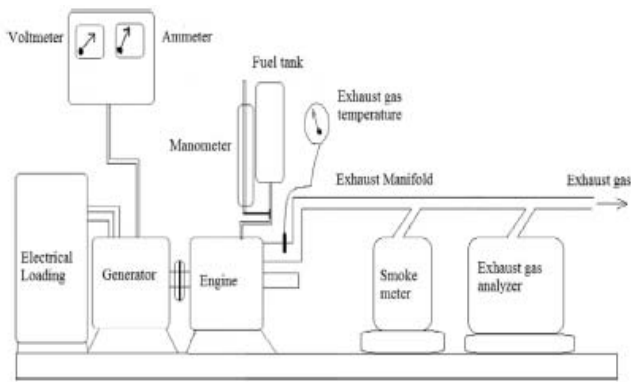 Voltmeter
Ammeter
Fuel tank
Exhaust gas
temperature
Manometer
Exhaust Manifold
Exhaust gas
Electrical
Loading
Generator
Engine
Smoke
meter
Exhaust gas
analyzer